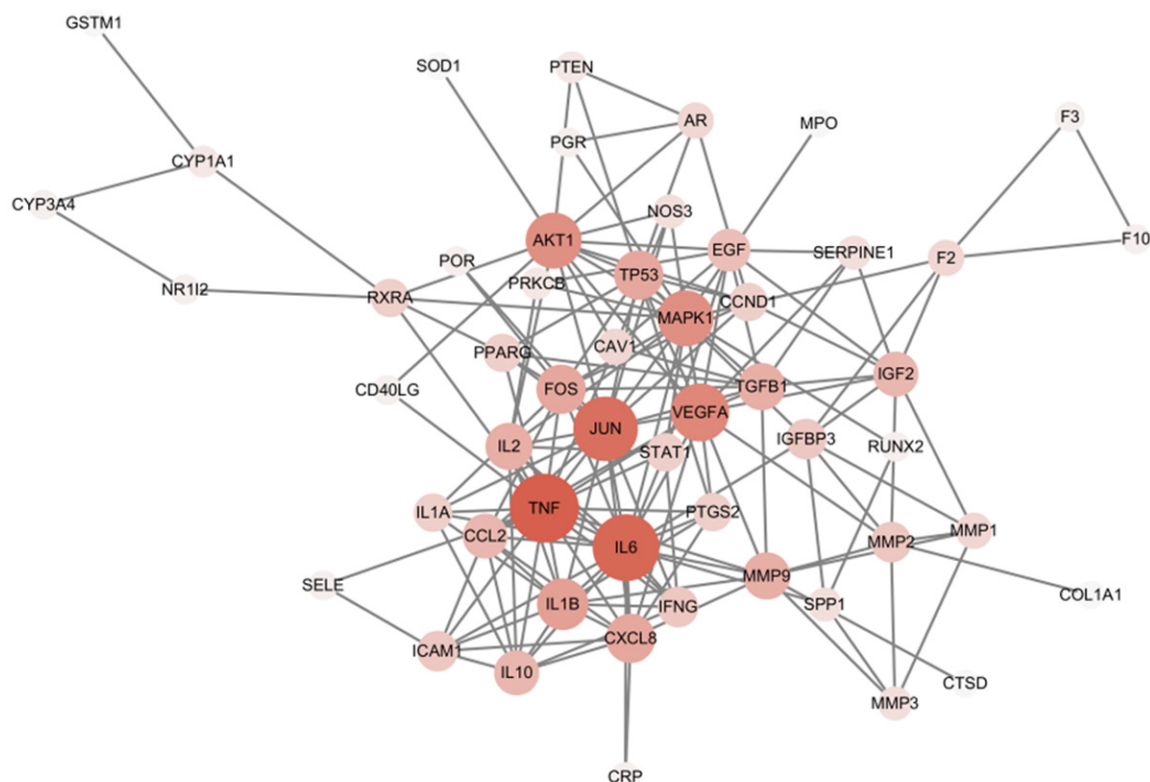 GSTM1
SOD1
PTEN
AR
F3
MPO
PGR
CYP1A1
CYP3A4
NOS3
AKT1
EGF
SERPINE1
F10
F2
POR
TP53
PRKCB
NR1I2
RXRA
CCND1
MAPK1
CAV1
PPARG
CD40LG
FOS
TGFB1
IGF2
VEGFA
JUN
IL2
STAT1
IGFBP3
RUNX2
TNF
IL1A
PTGS2
CCL2
IL6
MMP2
MMP1
SELE
MMP9
COL1A1
IL1B
IFNG
SPP1
CXCL8
ICAM1
IL10
CTSD
MMP3
CRP